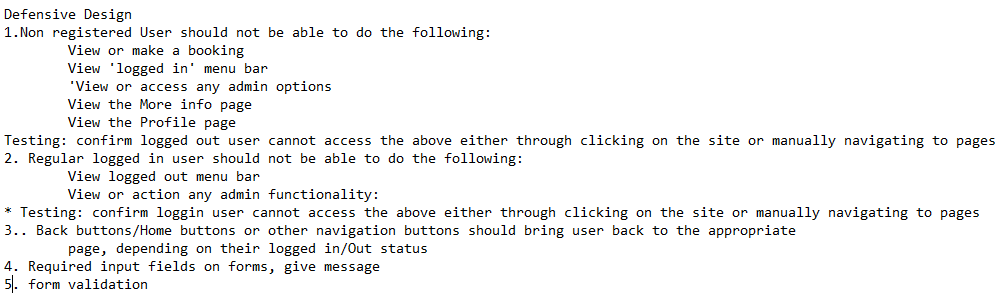 Defensive Design
1.Non registered User should not be able to do the following:
View or make a booking
View 'logged in' menu bar
'View or access any admin options
View the More info page
View the Profile page
Testing: confirm logged out user cannot access the above either through clicking on the site or manually navigating to pages
2. Regular logged in user should not be able to do the following:
View logged out menu bar
View or action any admin functionality:
* Testing: confirm loggin user cannot access the above either through clicking on the site or manually navigating to pages
3.. Back buttons/Home buttons or other navigation buttons should bring user back to the appropriate
page, depending on their logged in/Out status
4. Required input fields on forms, give message
5. form validation